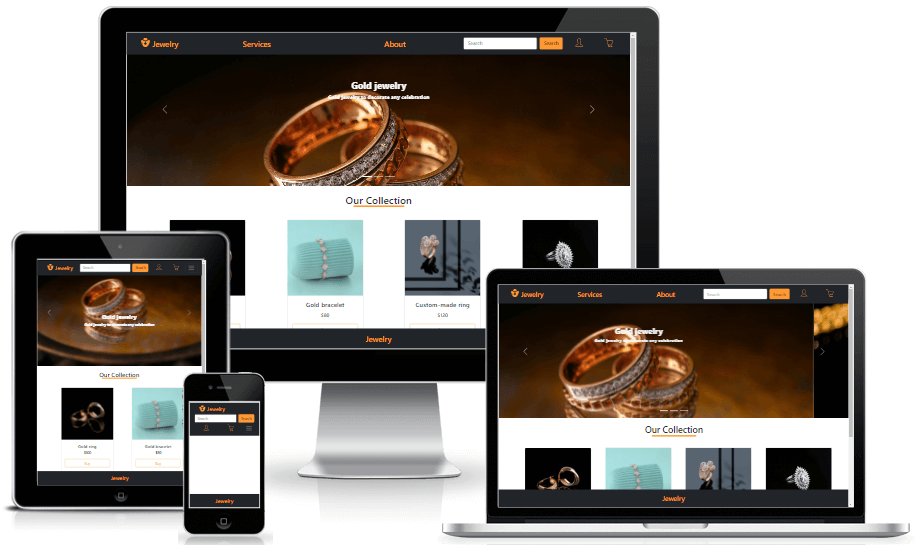 Jewelry Services About Search Search
Gold jewelry
Gold jewelry to decorate any celebration
Our Collection
Gold bracelet Custom-made ring
$80 $120
Jewelry
Jewelry Search Search
Gold jewelry
Gold jewelry to decorate any celebration
Our Collection
Gold ring Gold bracelet
Buy
Jewelry
Jewelry
Search Search
Jewelry
Jewelry Services About Search Search
Gold jewelry
Gold jewelry to decorate any celebration
Our Collection
Jewelry